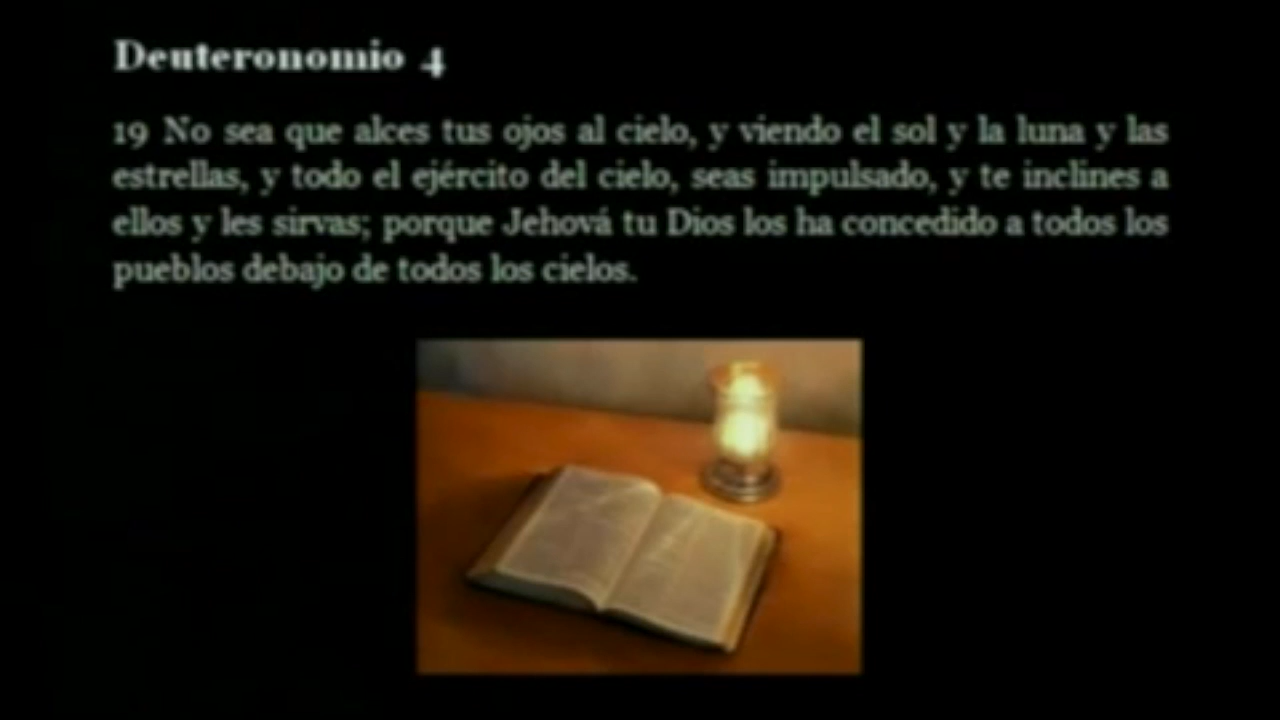 Deuteronomio 4
19 No sea que alces tus ojos al cielo, y viendo el sol y la luna y las
estrellas, y todo el ejército del cielo, seas impulsado, y te inclines a
ellos y les sirvas; porque Jehová tu Dios los ha concedido a todos los
pueblos debajo de todos los cielos.